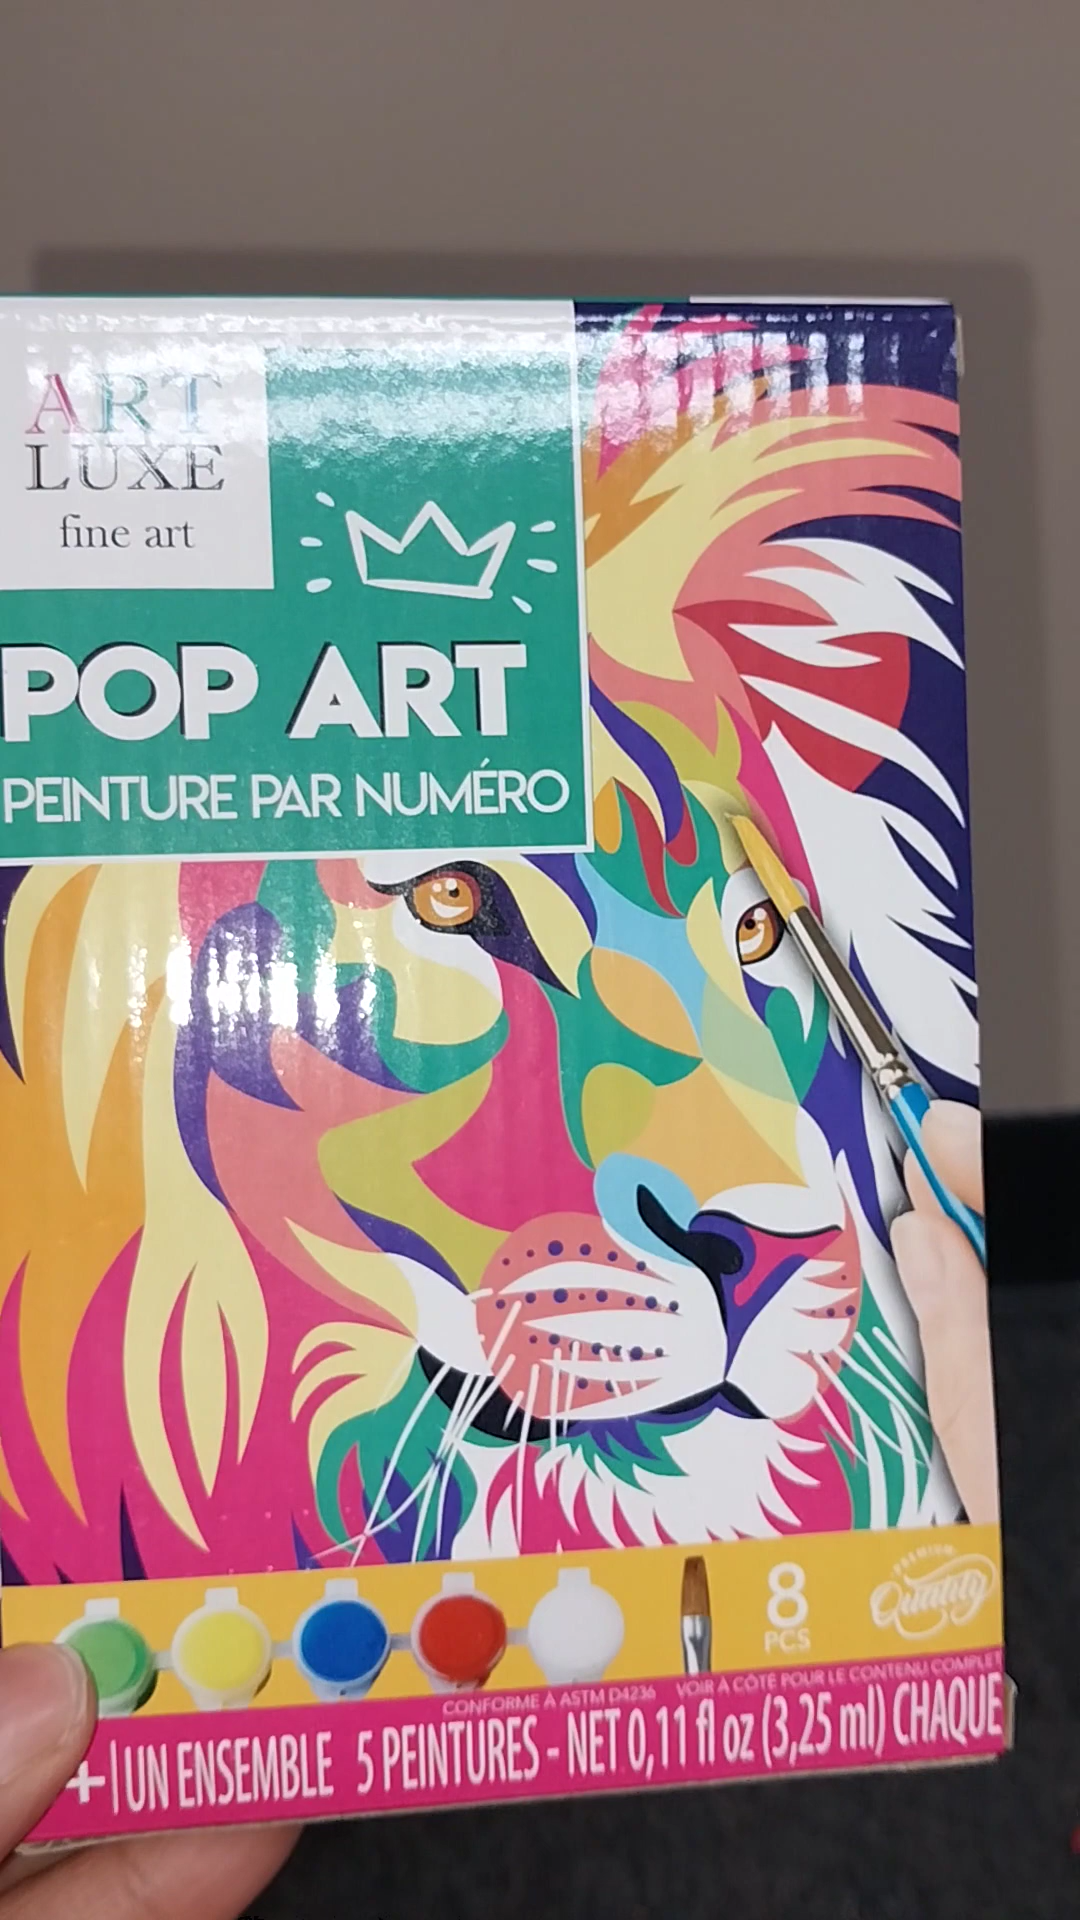 ART
LUXE
fine art
POP ART
PEINTURE PAR NUMÉRO
8
PCS
PREMIUM
Quality
CONFORME À ASTM D4236 VOIR À CÔTÉ POUR LE CONTENU COMPLET
+ | UN ENSEMBLE 5 PEINTURES - NET 0,11 fl oz (3,25 ml) CHAQUE